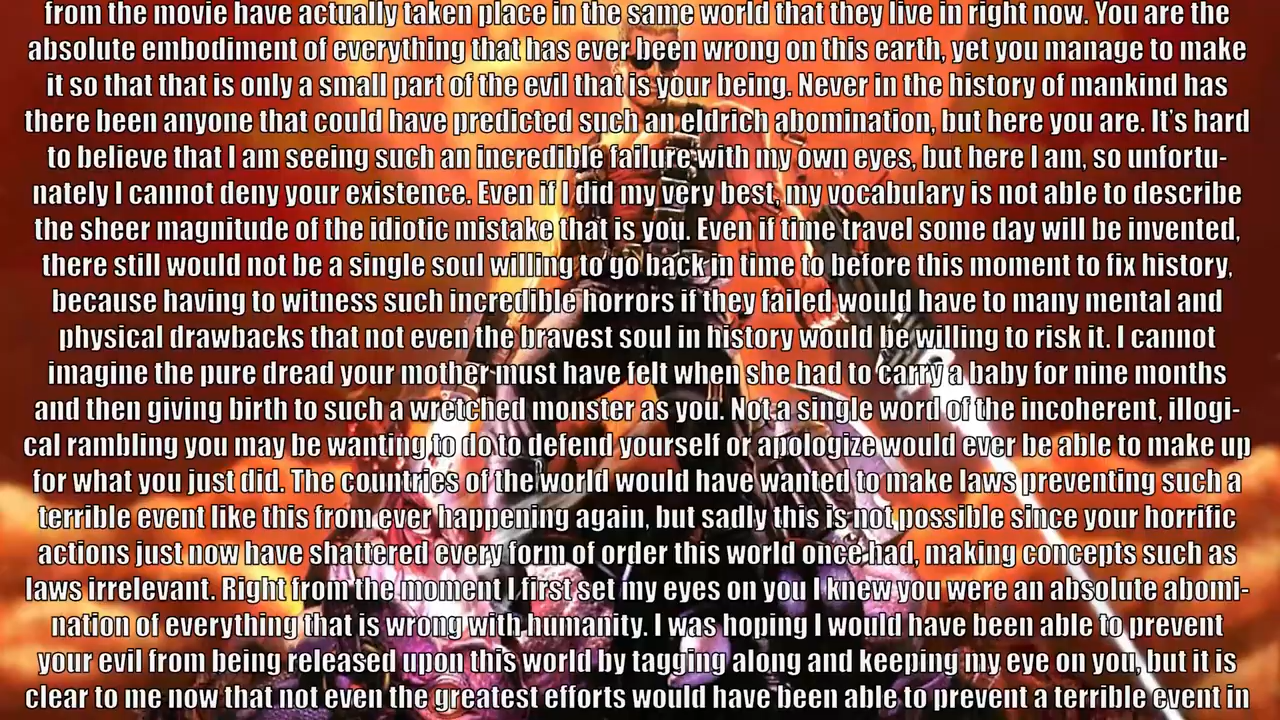 from the movie have actually taken place in the same world that they live in right now. You are the
absolute embodiment of everything that has ever been wrong on this earth, yet you manage to make
it so that that is only a small part of the evil that is your being. Never in the history of mankind has
there been anyone that could have predicted such an eldrich abomination, but here you are. It's hard
to believe that I am seeing such an incredible failure with my own eyes, but here I am, so unfortu-
nately I cannot deny your existence. Even if I did my very best, my vocabulary is not able to describe
the sheer magnitude of the idiotic mistake that is you. Even if time travel some day will be invented,
there still would not be a single soul willing to go back in time to before this moment to fix history,
because having to witness such incredible horrors if they failed would have to many mental and
physical drawbacks that not even the bravest soul in history would be willing to risk it. I cannot
imagine the pure dread your mother must have felt when she had to carry a baby for nine months
and then giving birth to such a wretched monster as you. Not a single word of the incoherent, illogi-
cal rambling you may be wanting to do to defend yourself or apologize would ever be able to make up
for what you just did. The countries of the world would have wanted to make laws preventing such a
terrible event like this from ever happening again, but sadly this is not possible since your horrific
actions just now have shattered every form of order this world once had, making concepts such as
laws irrelevant. Right from the moment I first set my eyes on you I knew you were an absolute abomi-
nation of everything that is wrong with humanity. I was hoping I would have been able to prevent
your evil from being released upon this world by tagging along and keeping my eye on you, but it is
clear to me now that not even the greatest efforts would have been able to prevent a terrible event in